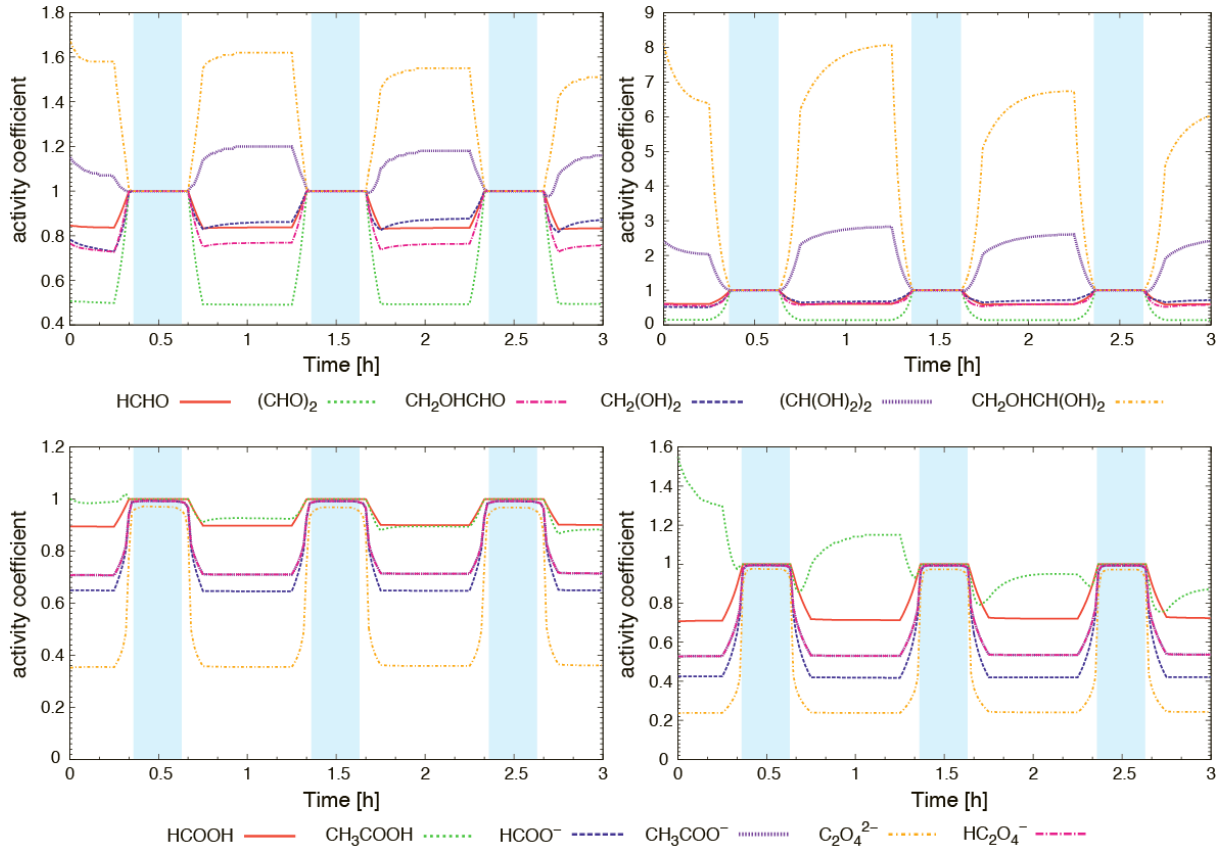 1.8
1.6
1.4
1.2
1
0.8
0.6
0.4
activity coefficient
0 0.5 1 1.5 2 2.5 3
Time [h]
9
8
7
6
5
4
3
2
1
0
activity coefficient
0 0.5 1 1.5 2 2.5 3
Time [h]
HCHO (CHO)₂ CH₂OHCHO CH₂(OH)₂ (CH(OH)₂)₂ CH₂OHCH(OH)₂
1.2
1
0.8
0.6
0.4
0.2
0
activity coefficient
0 0.5 1 1.5 2 2.5 3
Time [h]
1.6
1.4
1.2
1
0.8
0.6
0.4
0.2
0
activity coefficient
0 0.5 1 1.5 2 2.5 3
Time [h]
HCOOH CH₃COOH HCOO⁻ CH₃COO⁻ C₂O₄²⁻ HC₂O₄⁻